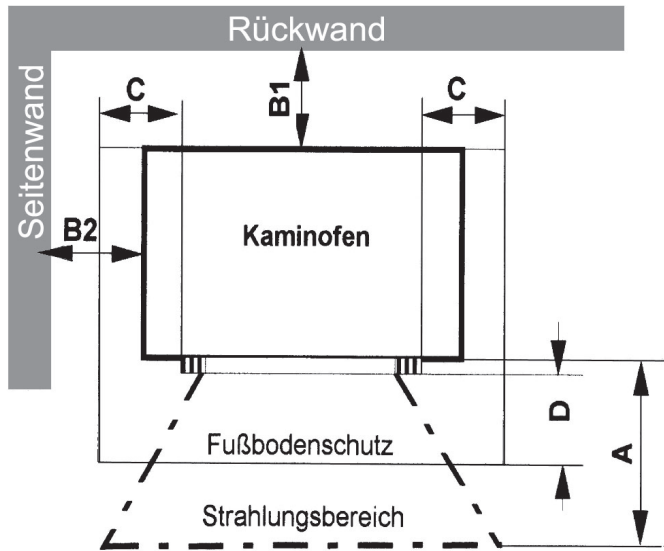 Rückwand
Seitenwand
C
B1
C
B2
Kaminofen
D
A
Fußbodenschutz
Strahlungsbereich